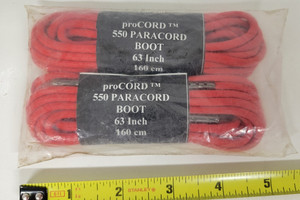 proCORD ™
550 PARACORD
BOOT
63 Inch
160 cm
proCORD ™
550 PARACORD
BOOT
63 Inch
160 cm
1 2 3 4 5